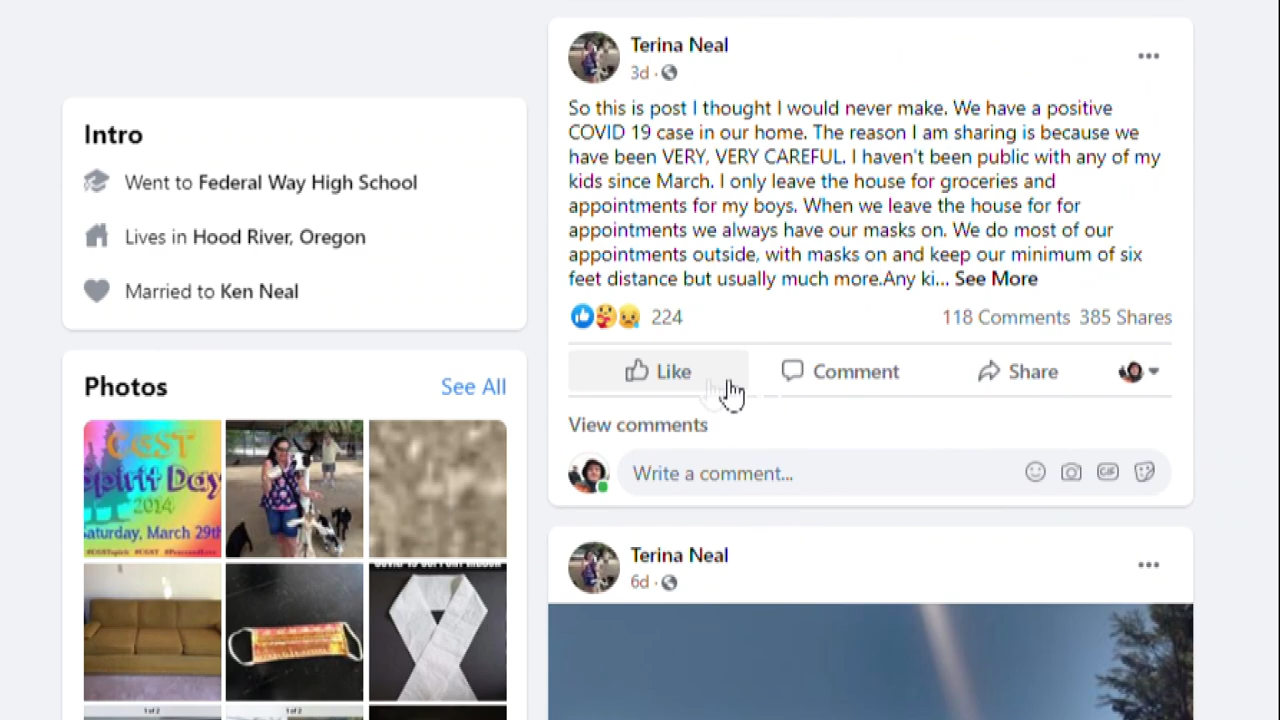 Intro
Went to Federal Way High School
Lives in Hood River, Oregon
Married to Ken Neal
Photos
See All
CGST
Spirit Day
2014
Saturday, March 29th
#CGSTspirit #CGST
1 of 2
1 of 2
Terina Neal
3d
So this is post I thought I would never make. We have a positive
COVID 19 case in our home. The reason I am sharing is because we
have been VERY, VERY CAREFUL. I haven't been public with any of my
kids since March. I only leave the house for groceries and
appointments for my boys. When we leave the house for for
appointments we always have our masks on. We do most of our
appointments outside, with masks on and keep our minimum of six
feet distance but usually much more.Any ki... See More
224
118 Comments 385 Shares
Like
Comment
Share
View comments
Write a comment...
GIF
Terina Neal
6d